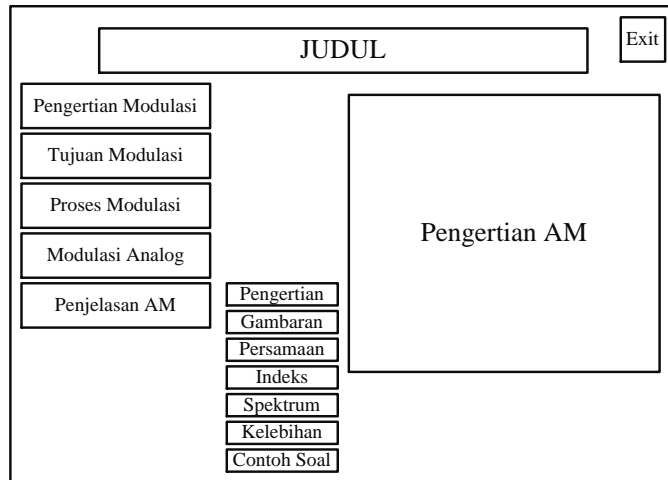 JUDUL
Exit
Pengertian Modulasi
Tujuan Modulasi
Proses Modulasi
Modulasi Analog
Penjelasan AM
Pengertian
Gambaran
Persamaan
Indeks
Spektrum
Kelebihan
Contoh Soal
Pengertian AM